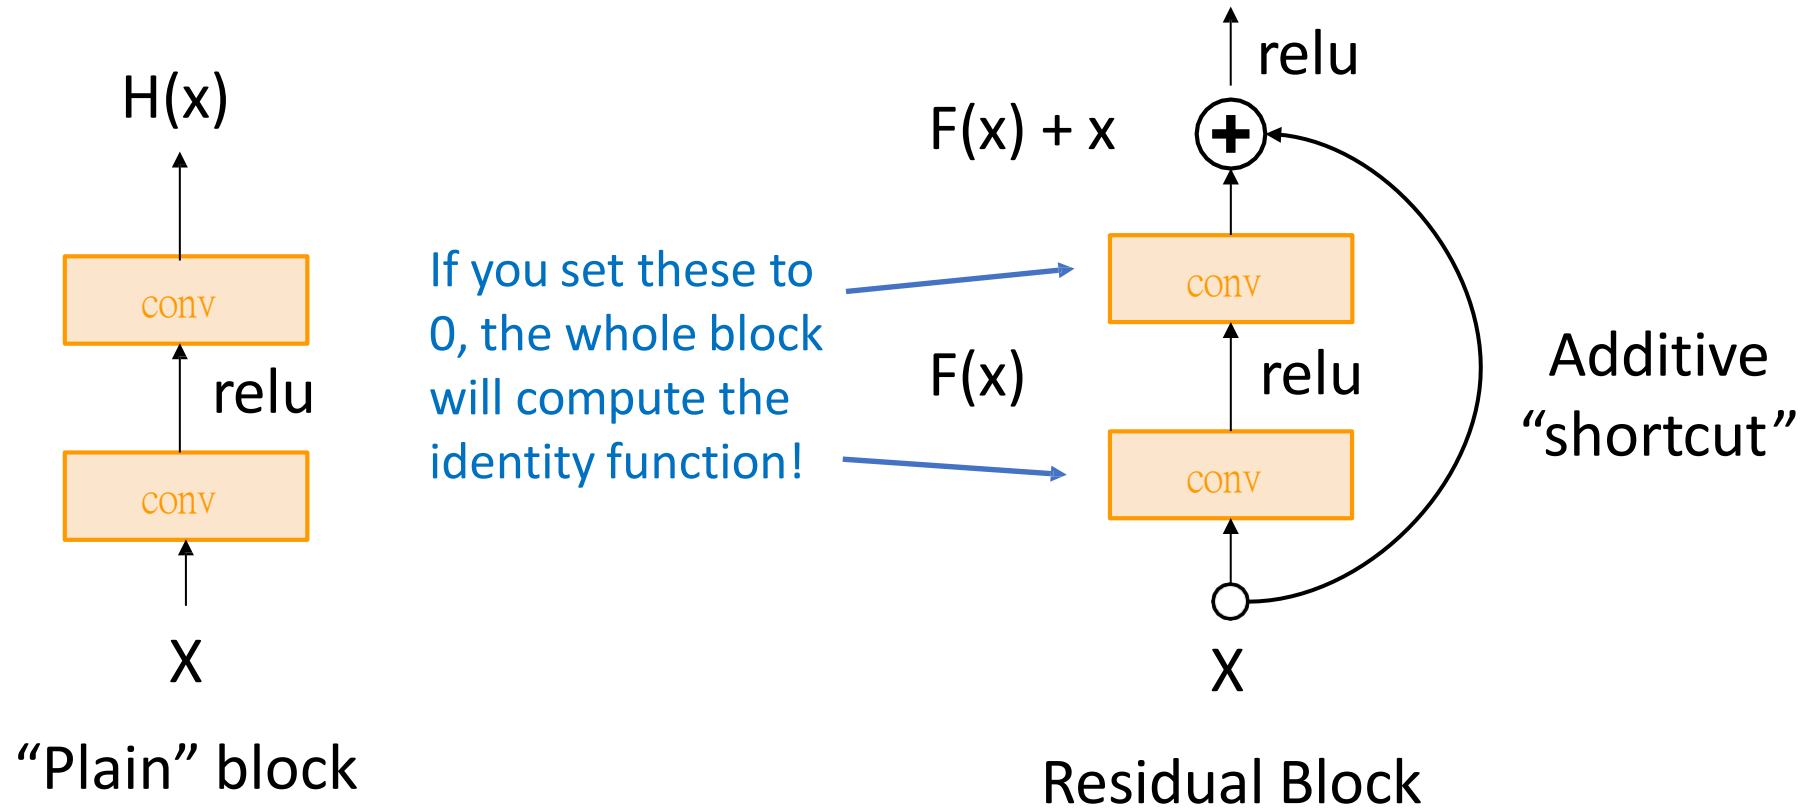 H(x)
conv
relu
conv
X
“Plain” block
If you set these to
0, the whole block
will compute the
identity function!
relu
F(x) + x
conv
F(x)
relu
conv
X
Residual Block
Additive
“shortcut”